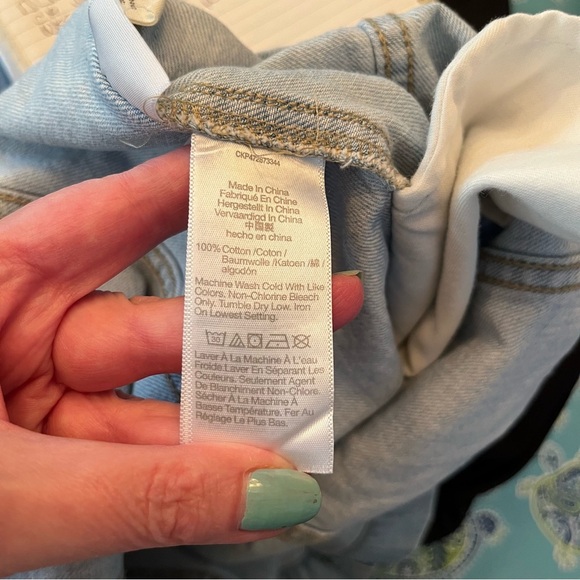 CKP472873344
Made In China
Fabriqué En Chine
Hergestellt In China
Vervaardigd In China
中國製
hecho en china
100% Cotton /Coton /
Baumwolle /Katoen /綿 /
algodón
Machine Wash Cold With Like
Colors, Non-Chlorine Bleach
Only. Tumble Dry Low. Iron
On Lowest Setting.
30
Laver À La Machine À L'eau
Froide Laver En Séparant Les
Couleurs. Seulement Agent
De Blanchiment Non-Chlore.
Sécher À La Machine À
Basse Température. Fer Au
Réglage Le Plus Bas.